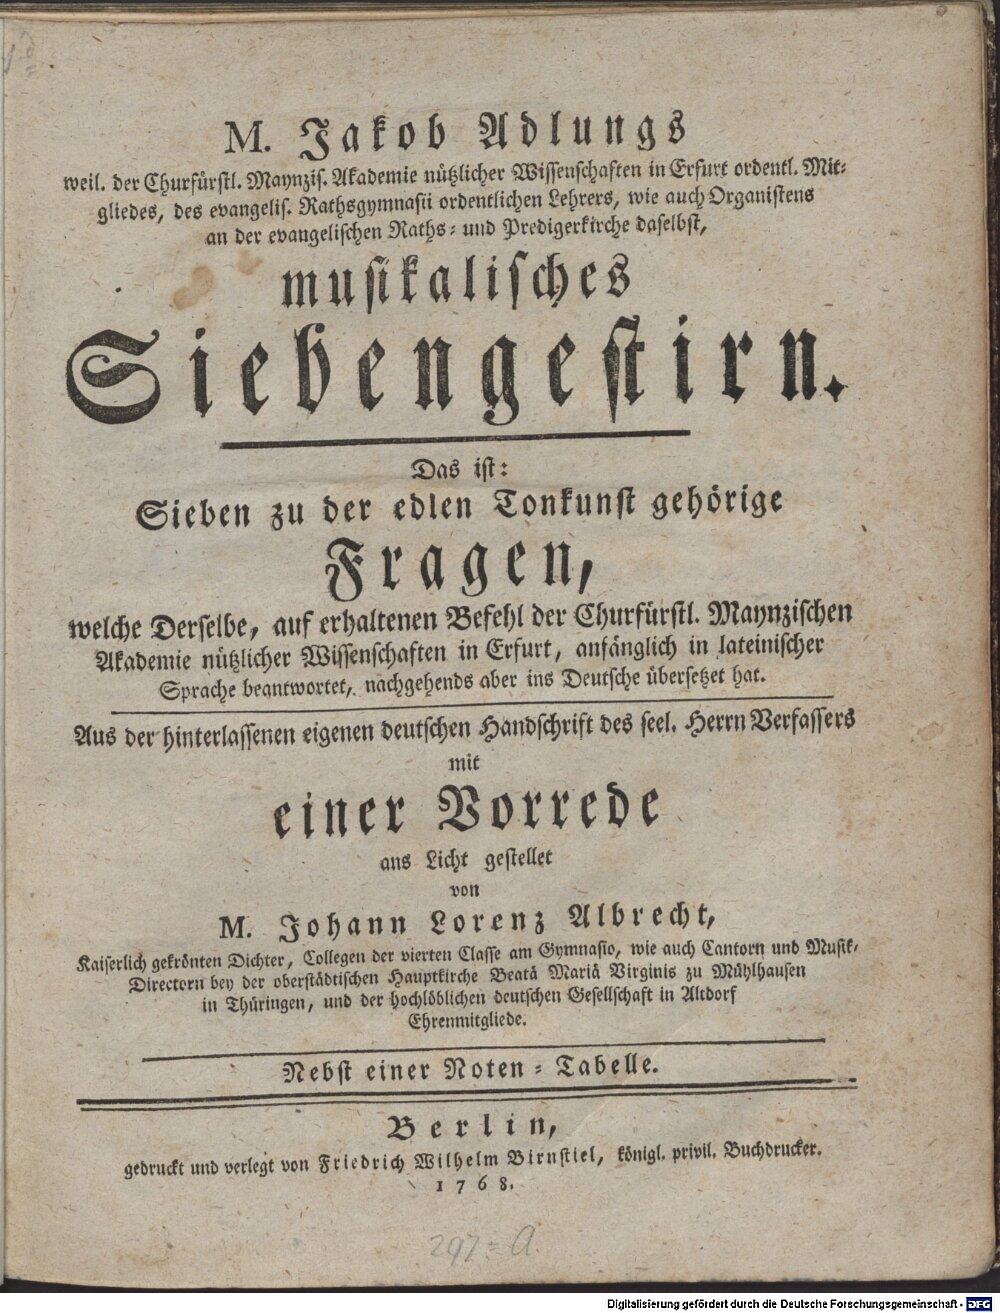 M. Jakob Adlungs
weil. der Churfürstl. Maynzis. Akademie nützlicher Wissenschaften in Erfurt ordentl. Mit-
gliedes, des evangelis. Rathsgymnasii ordentlichen Lehrers, wie auch Organistens
an der evangelischen Raths- und Predigerkirche daselbst,
musikalisches
Siebengestirn.
Das ist:
Sieben zu der edlen Tonkunst gehörige
Fragen,
welche Derselbe, auf erhaltenen Befehl der Churfürstl. Maynzischen
Akademie nützlicher Wissenschaften in Erfurt, anfänglich in lateinischer
Sprache beantwortet, nachgehends aber ins Deutsche übersetzet hat.
Aus der hinterlassenen eigenen deutschen Handschrift des seel. Herrn Verfassers
mit
einer Vorrede
ans Licht gestellet
von
M. Johann Lorenz Albrecht,
Kaiserlich gekrönten Dichter, Collegen der vierten Classe am Gymnasio, wie auch Cantorn und Musik-
Directorn bey der oberstädtischen Hauptkirche Beatä Mariä Virginis zu Mühlhausen
in Thüringen, und der hochlöblichen deutschen Gesellschaft in Altdorf
Ehrenmitgliede.
Nebst einer Noten-Tabelle.
Berlin,
gedruckt und verlegt von Friedrich Wilhelm Birnstiel, königl. privil. Buchdrucker.
1768.
297=A.
Digitalisierung gefördert durch die Deutsche Forschungsgemeinschaft - DFG